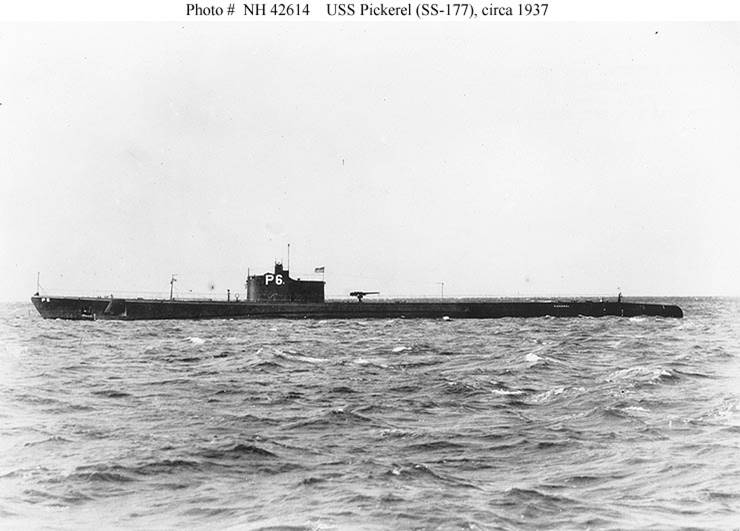 Photo # NH 42614 USS Pickerel (SS-177), circa 1937
P6